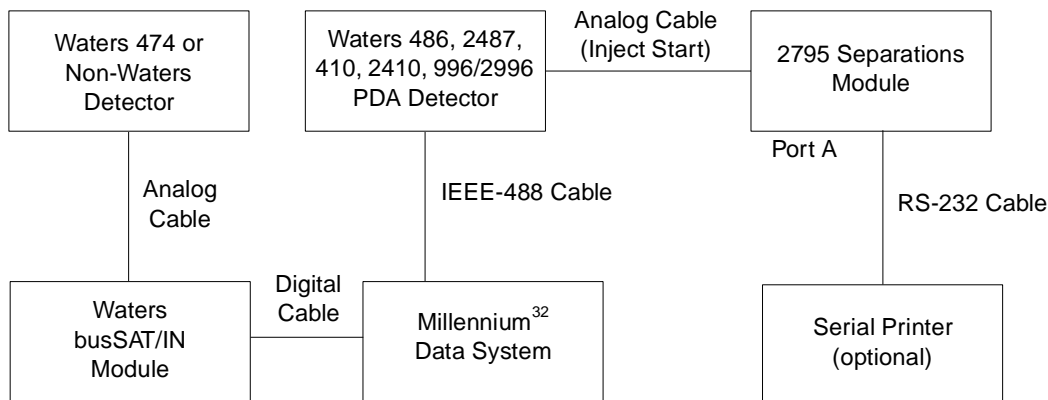 Waters 474 or
Non-Waters
Detector
Waters 486, 2487,
410, 2410, 996/2996
PDA Detector
Analog Cable
(Inject Start)
2795 Separations
Module
Port A
Analog
Cable
IEEE-488 Cable
RS-232 Cable
Waters
busSAT/IN
Module
Digital
Cable
Millennium³²
Data System
Serial Printer
(optional)